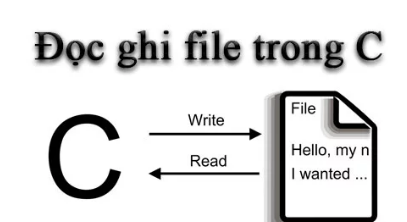 Đọc ghi file trong C
C
Write
Read
File
Hello, my n
I wanted ...